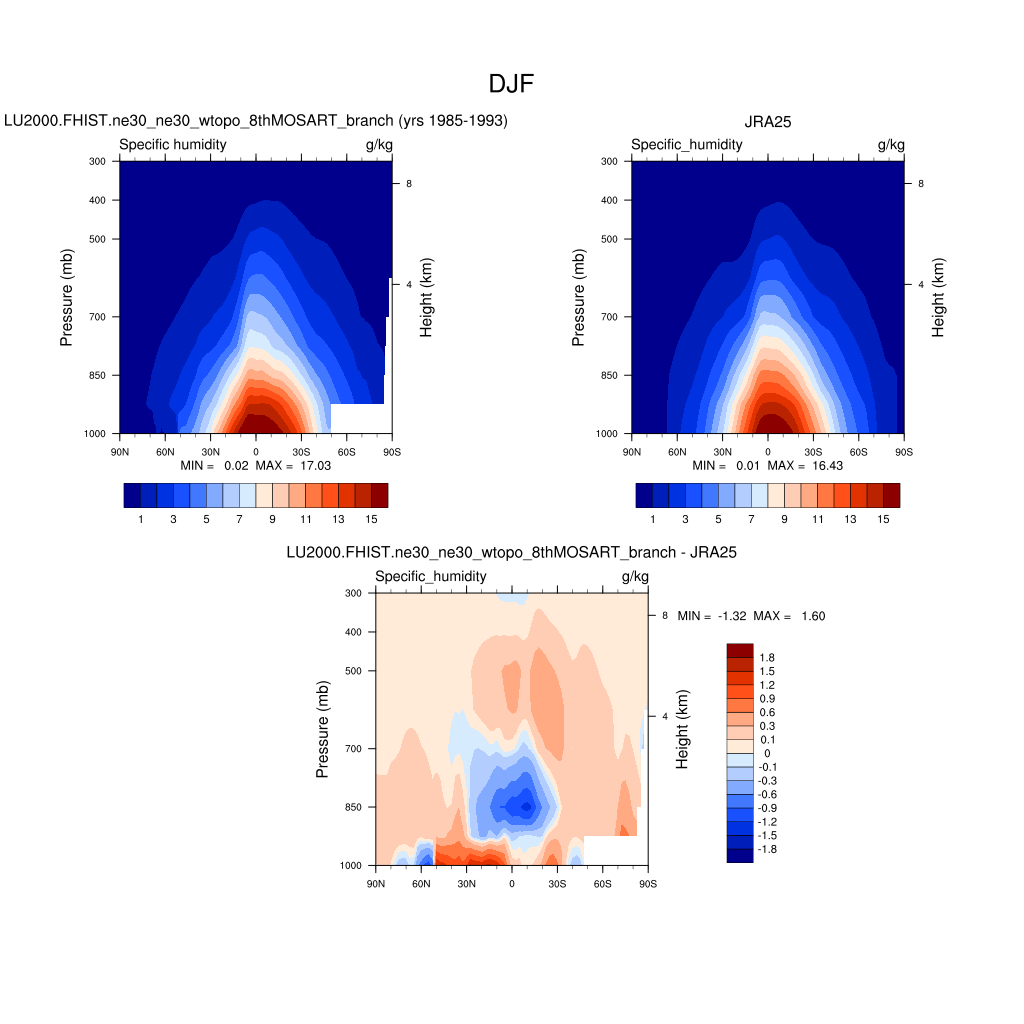 DJF
LU2000.FHIST.ne30_ne30_wtopo_8thMOSART_branch (yrs 1985-1993)
Specific humidity g/kg
300
400
500
700
850
1000
Pressure (mb)
8
4
Height (km)
90N 60N 30N 0 30S 60S 90S
MIN = 0.02 MAX = 17.03
1 3 5 7 9 11 13 15
JRA25
Specific_humidity g/kg
300
400
500
700
850
1000
Pressure (mb)
8
4
Height (km)
90N 60N 30N 0 30S 60S 90S
MIN = 0.01 MAX = 16.43
1 3 5 7 9 11 13 15
LU2000.FHIST.ne30_ne30_wtopo_8thMOSART_branch - JRA25
Specific_humidity g/kg
300
400
500
700
850
1000
Pressure (mb)
8
4
Height (km)
90N 60N 30N 0 30S 60S 90S
MIN = -1.32 MAX = 1.60
1.8
1.5
1.2
0.9
0.6
0.3
0.1
0
-0.1
-0.3
-0.6
-0.9
-1.2
-1.5
-1.8